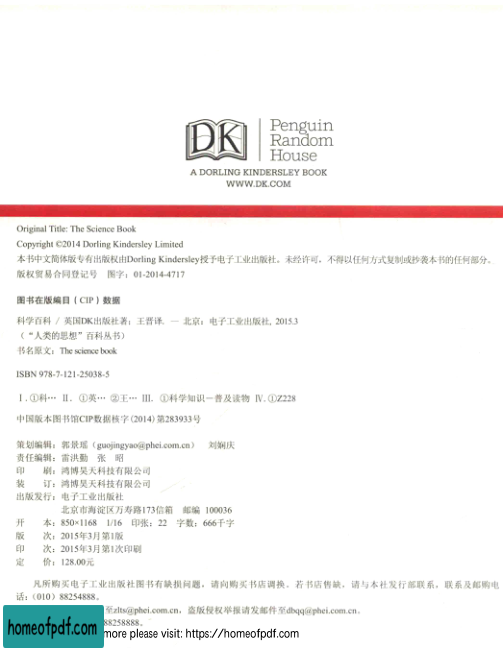 DK
Penguin
Random
House
A DORLING KINDERSLEY BOOK
WWW.DK.COM
Original Title: The Science Book
Copyright ©2014 Dorling Kindersley Limited
本书中文简体版专有出版权由Dorling Kindersley授予电子工业出版社。未经许可，不得以任何方式复制或抄袭本书的任何部分。
版权贸易合同登记号　图字：01-2014-4717
图书在版编目（CIP）数据
科学百科 / 英国DK出版社著；王晋译. — 北京：电子工业出版社, 2015.3
（“人类的思想”百科丛书）
书名原文：The science book
ISBN 978-7-121-25038-5
Ⅰ.①科… Ⅱ. ①英… ②王… Ⅲ. ①科学知识－普及读物 Ⅳ.①Z228
中国版本图书馆CIP数据核字(2014)第283933号
策划编辑：郭景瑶（guojingyao@phei.com.cn）　刘娴庆
责任编辑：雷洪勤　张　昭
印　　刷：鸿博昊天科技有限公司
装　　订：鸿博昊天科技有限公司
出版发行：电子工业出版社
北京市海淀区万寿路173信箱　邮编 100036
开　　本：850×1168　1/16　印张：22　字数：666千字
版　　次：2015年3月第1版
印　　次：2015年3月第1次印刷
定　　价：128.00元
凡所购买电子工业出版社图书有缺损问题，请向购买书店调换。若书店售缺，请与本社发行部联系，联系及邮购电
话：(010) 88254888。
至zlts@phei.com.cn，盗版侵权举报请发邮件至dbqq@phei.com.cn。
88258888。
homeofpdf.com
more please visit: https://homeofpdf.com